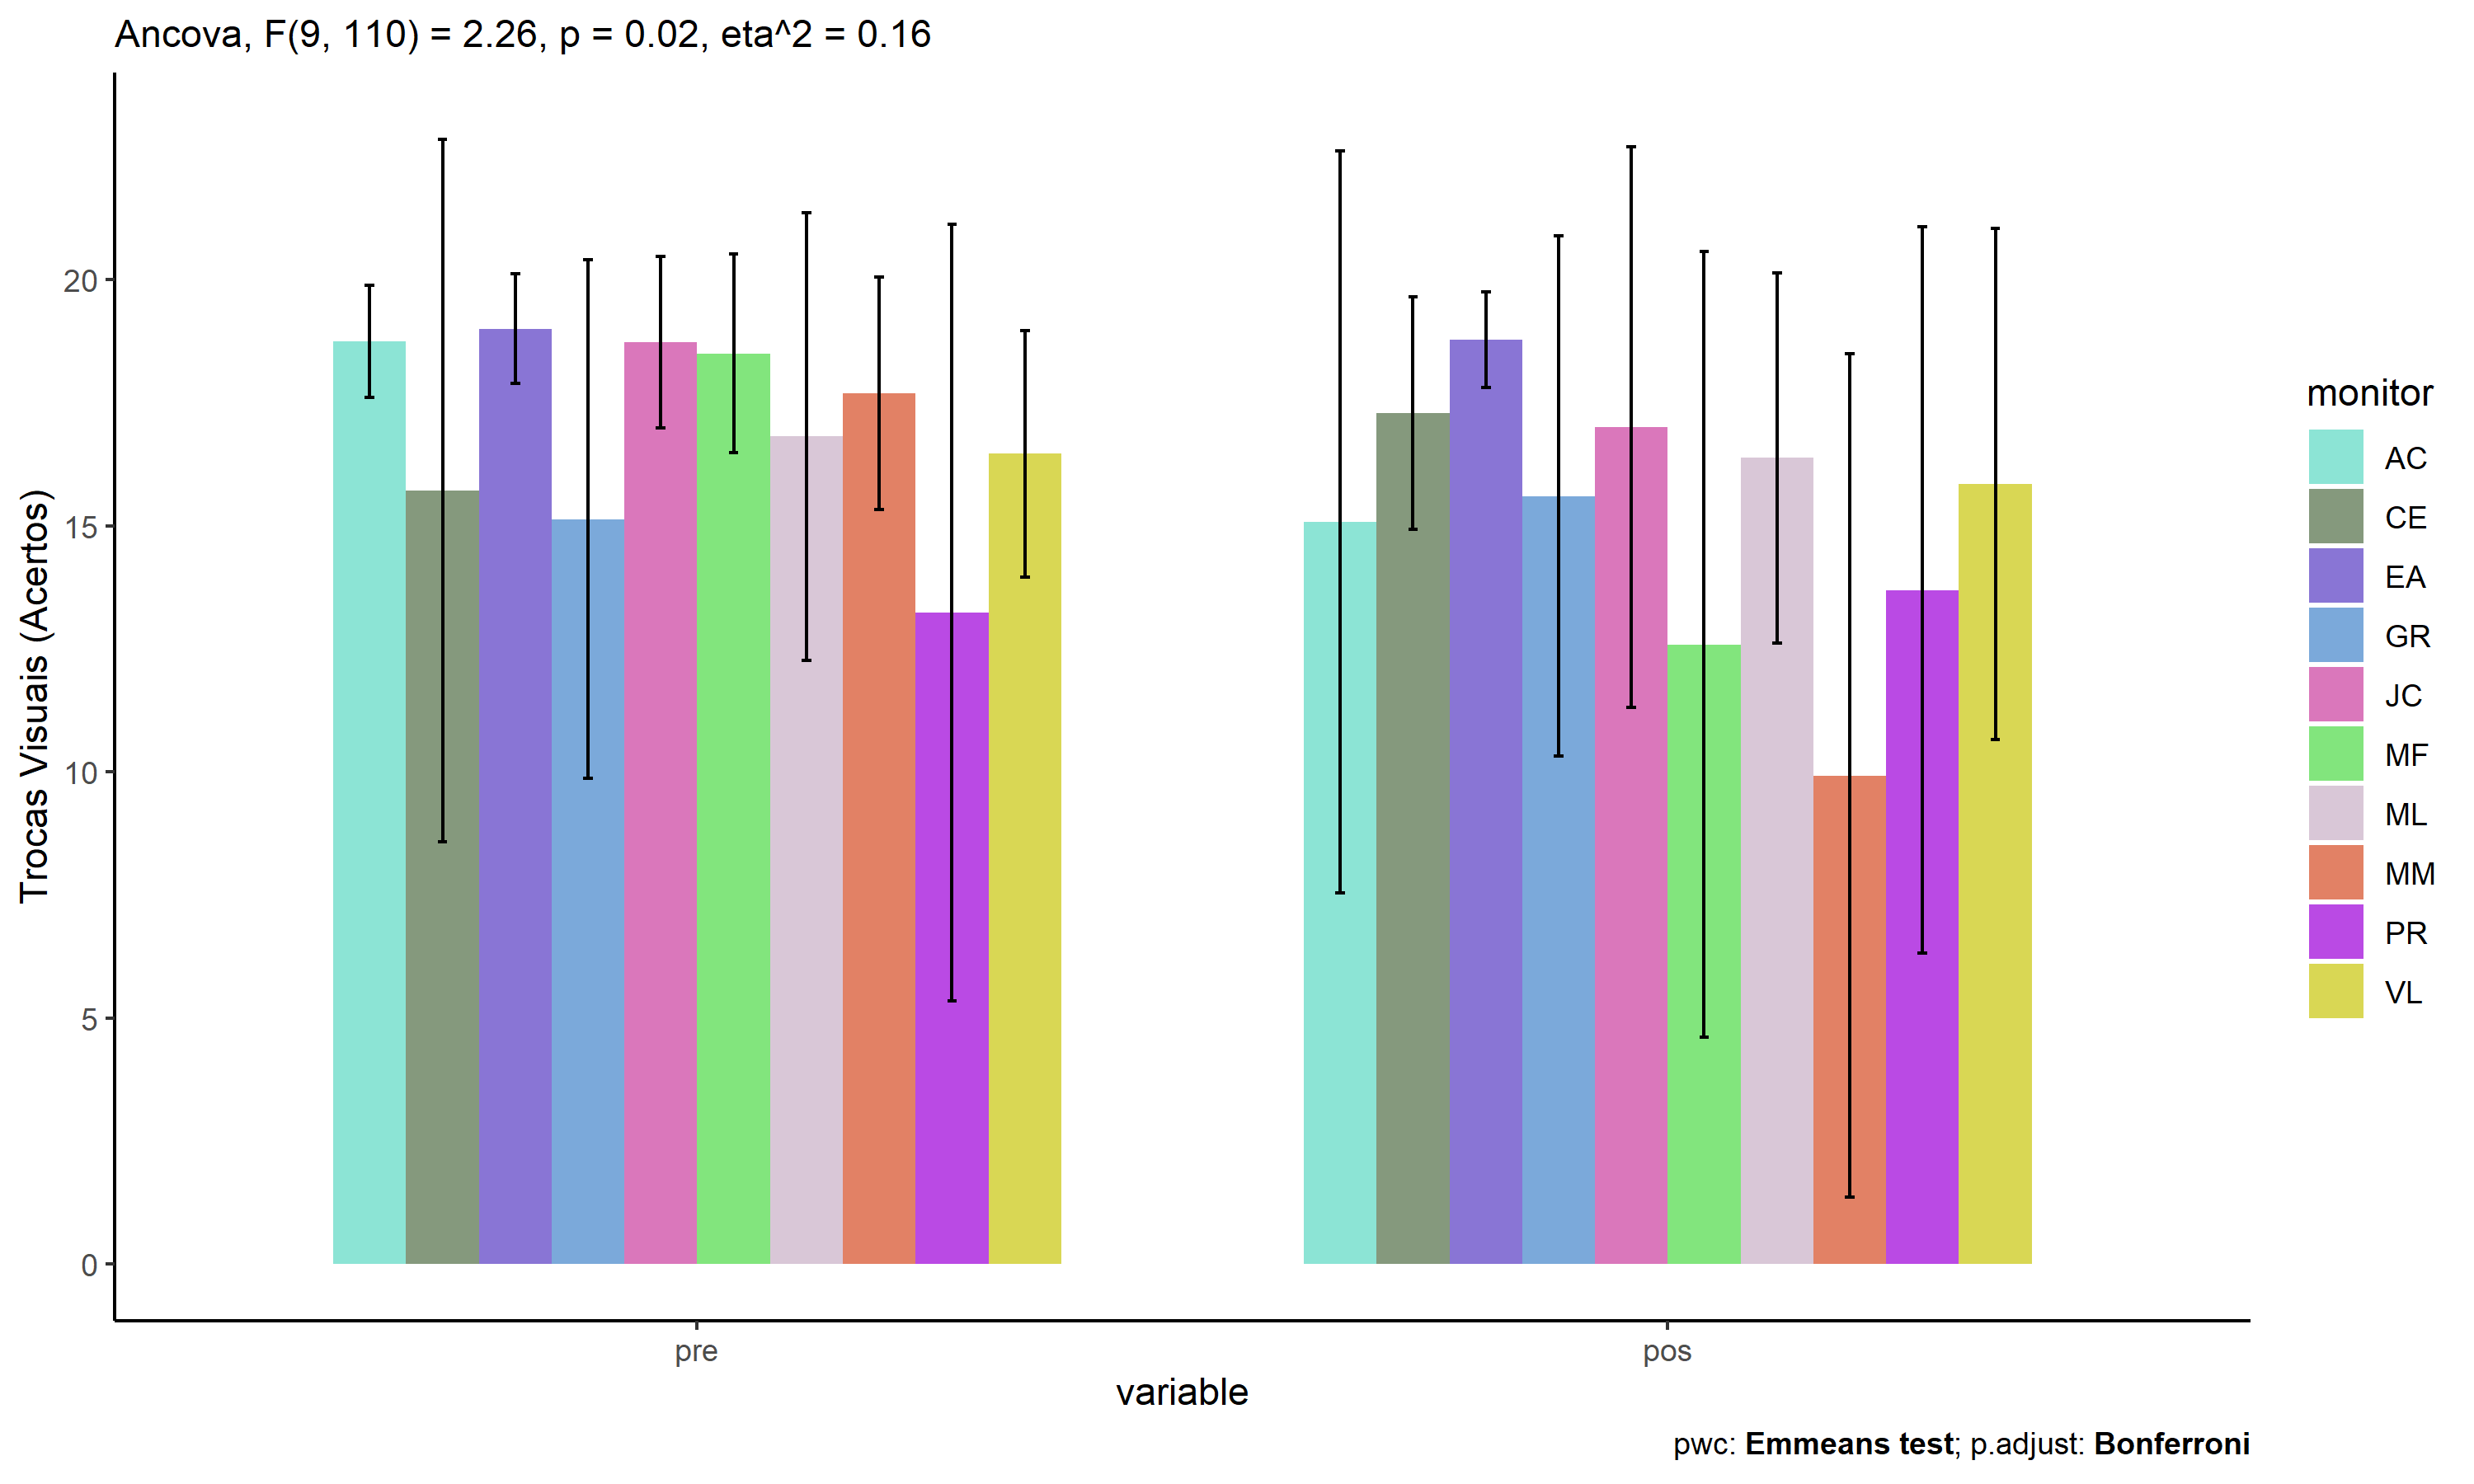 Ancova, F(9, 110) = 2.26, p = 0.02, eta^2 = 0.16
Trocas Visuais (Acertos)
20
15
10
5
0
pre
pos
variable
monitor
AC
CE
EA
GR
JC
MF
ML
MM
PR
VL
pwc: Emmeans test; p.adjust: Bonferroni